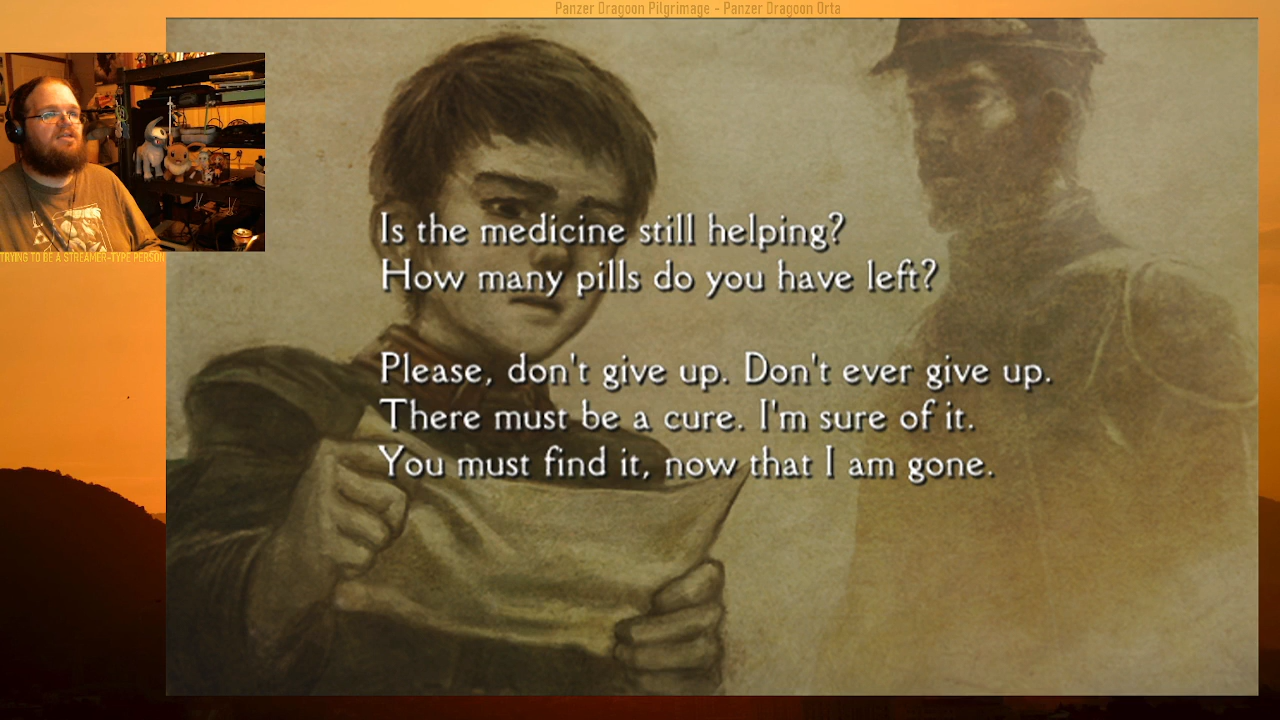 Panzer Dragoon Pilgrimage - Panzer Dragoon Orta
TRYING TO BE A STREAMER-TYPE PERSON
Is the medicine still helping?
How many pills do you have left?
Please, don't give up. Don't ever give up.
There must be a cure. I'm sure of it.
You must find it, now that I am gone.